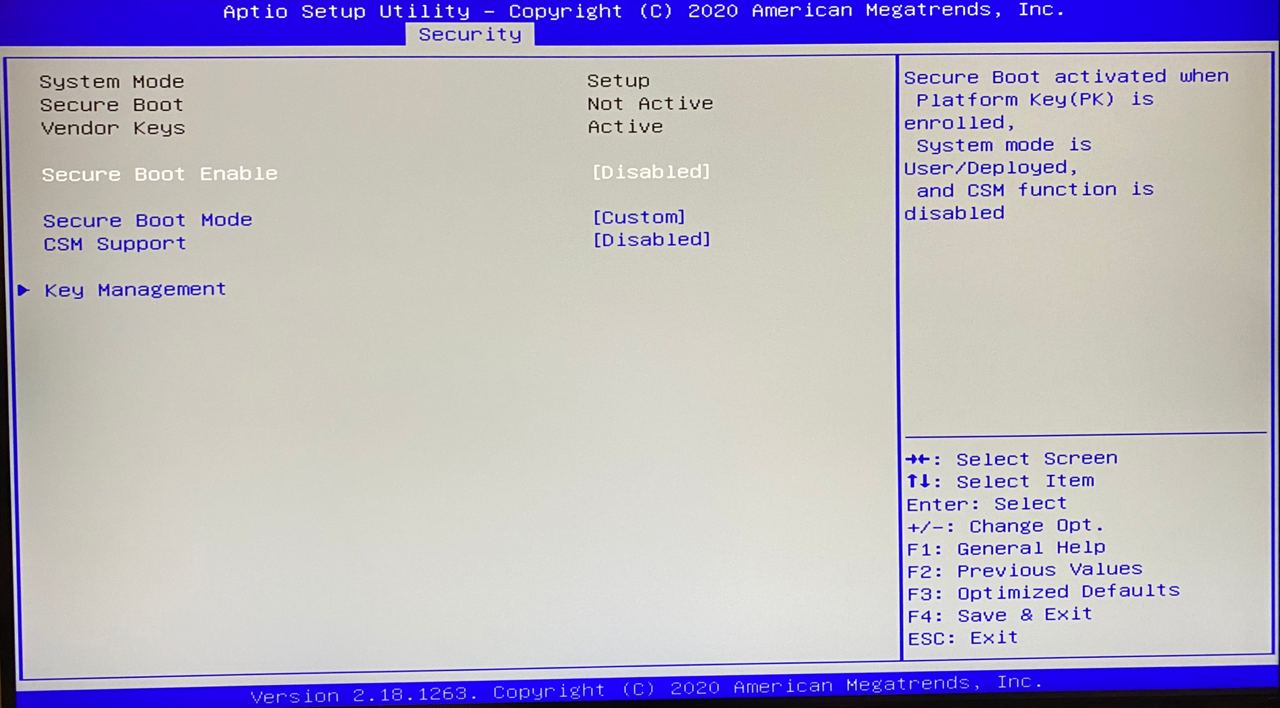 Aptio Setup Utility – Copyright (C) 2020 American Megatrends, Inc.
Security
System Mode Setup
Secure Boot Not Active
Vendor Keys Active
Secure Boot Enable [Disabled]
Secure Boot Mode [Custom]
CSM Support [Disabled]
► Key Management
Secure Boot activated when
Platform Key(PK) is
enrolled,
System mode is
User/Deployed,
and CSM function is
disabled
→←: Select Screen
↑↓: Select Item
Enter: Select
+/-: Change Opt.
F1: General Help
F2: Previous Values
F3: Optimized Defaults
F4: Save & Exit
ESC: Exit
Version 2.18.1263. Copyright (C) 2020 American Megatrends, Inc.